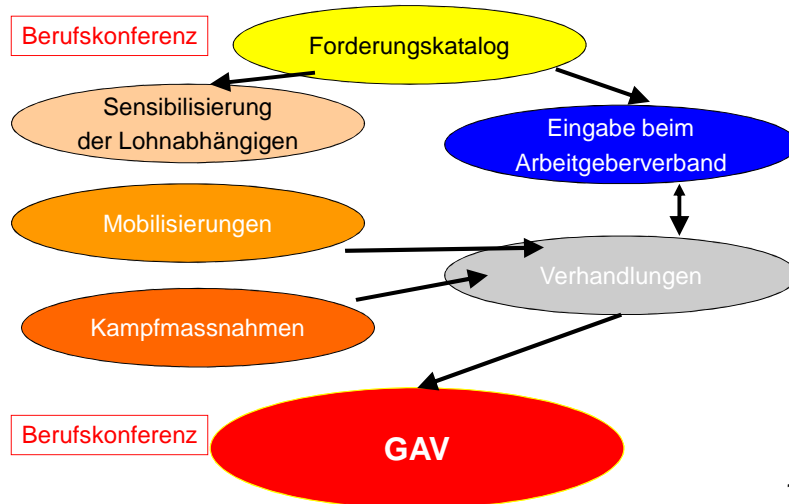 Berufskonferenz
Forderungskatalog
Sensibilisierung
der Lohnabhängigen
Eingabe beim
Arbeitgeberverband
Mobilisierungen
Verhandlungen
Kampfmassnahmen
Berufskonferenz
GAV